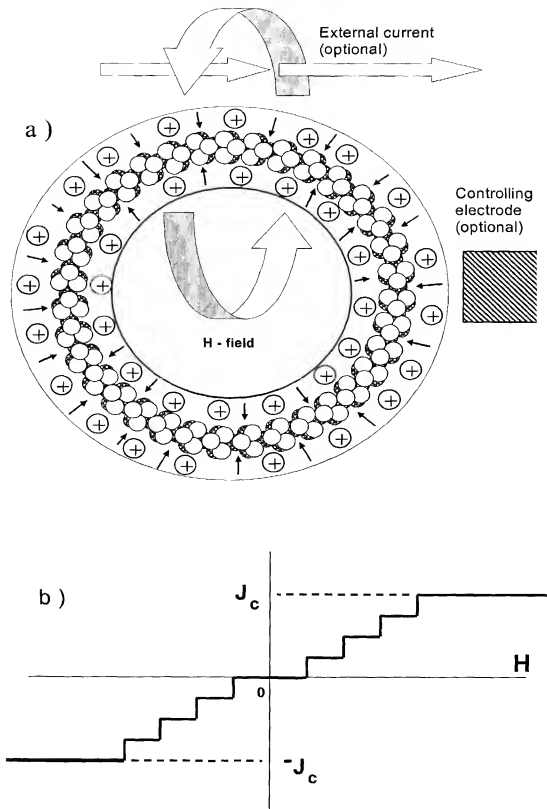 External current
(optional)
a )
Controlling
electrode
(optional)
H - field
b )
J c
H
0
-J c